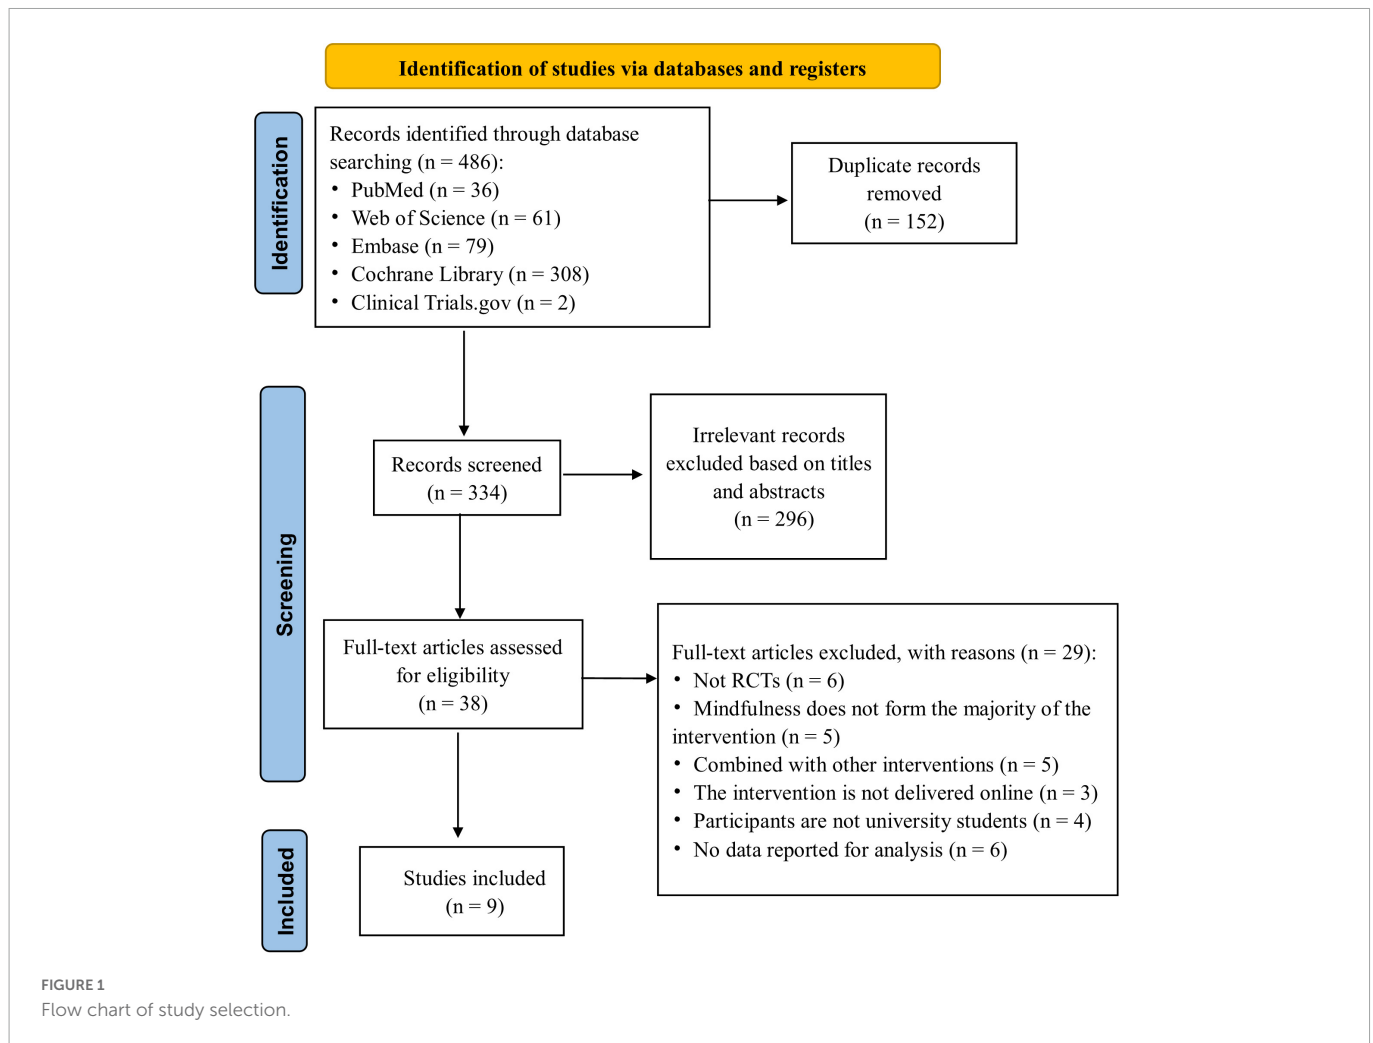 Identification of studies via databases and registers
Identification
Records identified through database
searching (n = 486):
• PubMed (n = 36)
• Web of Science (n = 61)
• Embase (n = 79)
• Cochrane Library (n = 308)
• Clinical Trials.gov (n = 2)
Duplicate records
removed
(n = 152)
Screening
Records screened
(n = 334)
Irrelevant records
excluded based on titles
and abstracts
(n = 296)
Full-text articles assessed
for eligibility
(n = 38)
Full-text articles excluded, with reasons (n = 29):
• Not RCTs (n = 6)
• Mindfulness does not form the majority of the
intervention (n = 5)
• Combined with other interventions (n = 5)
• The intervention is not delivered online (n = 3)
• Participants are not university students (n = 4)
• No data reported for analysis (n = 6)
Included
Studies included
(n = 9)
FIGURE 1
Flow chart of study selection.